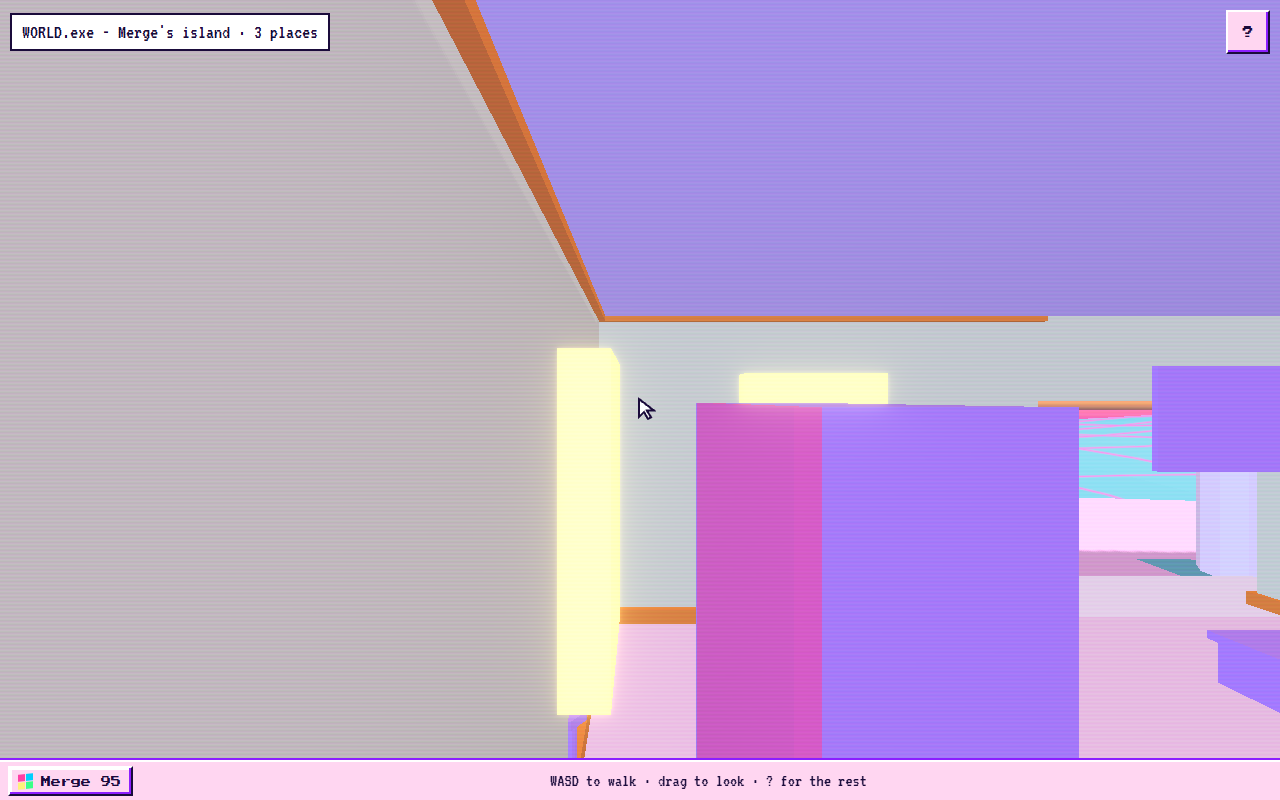 WORLD.exe - Merge's island · 3 places
?
Merge 95
WASD to walk · drag to look · ? for the rest